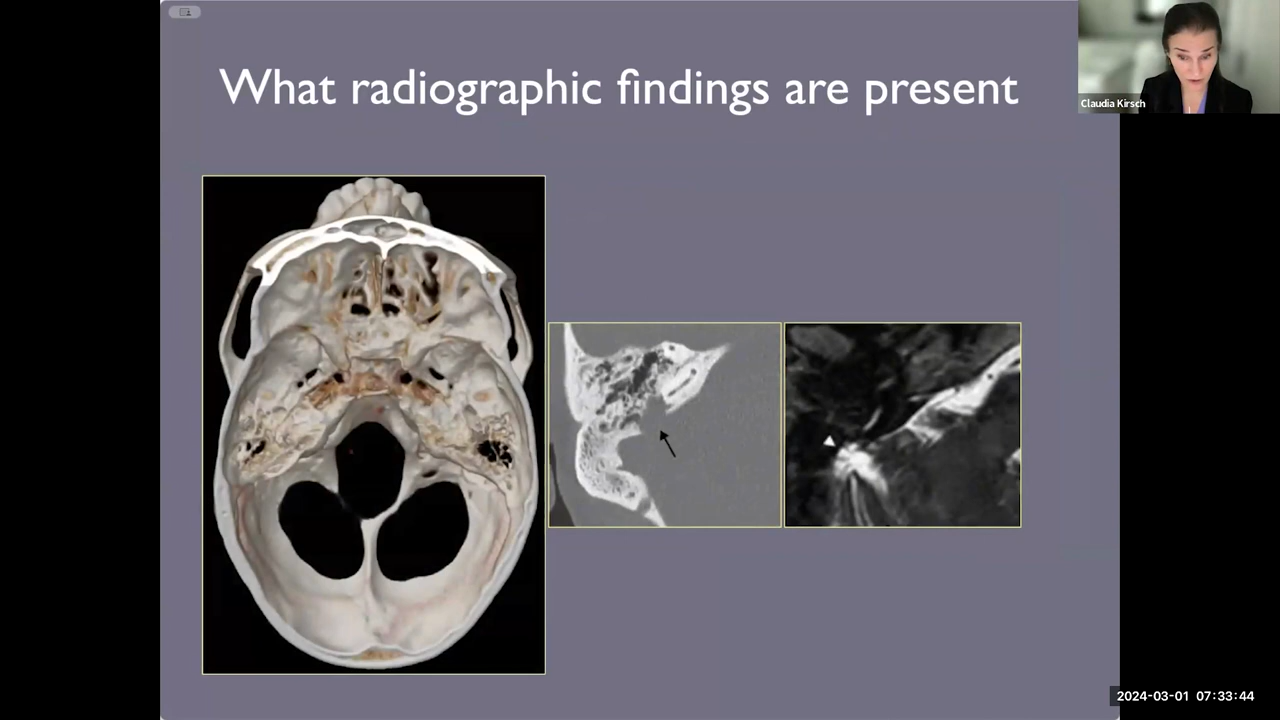 What radiographic findings are present
Claudia Kirsch
2024-03-01 07:33:44